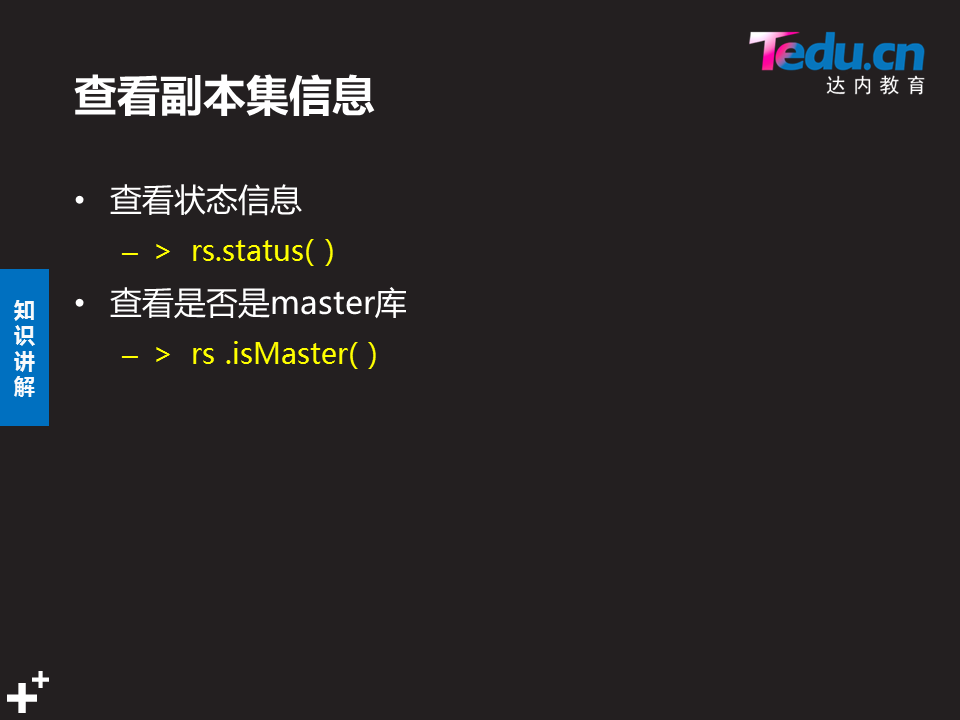 Tedu.cn
达内教育
查看副本集信息
• 查看状态信息
– > rs.status( )
• 查看是否是master库
– > rs .isMaster( )
知
识
讲
解